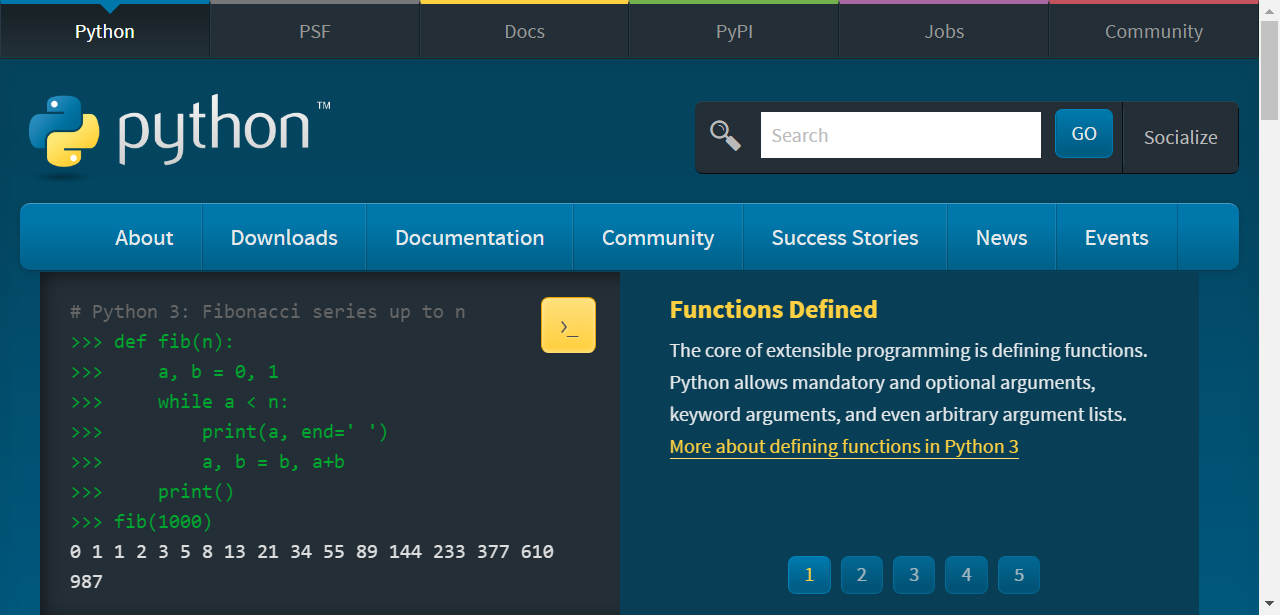 Python PSF Docs PyPI Jobs Community
python™
Search GO Socialize
About Downloads Documentation Community Success Stories News Events
# Python 3: Fibonacci series up to n
>>> def fib(n):
>>>     a, b = 0, 1
>>>     while a < n:
>>>         print(a, end=' ')
>>>         a, b = b, a+b
>>>     print()
>>> fib(1000)
0 1 1 2 3 5 8 13 21 34 55 89 144 233 377 610
987
>_
Functions Defined
The core of extensible programming is defining functions.
Python allows mandatory and optional arguments,
keyword arguments, and even arbitrary argument lists.
More about defining functions in Python 3
1 2 3 4 5